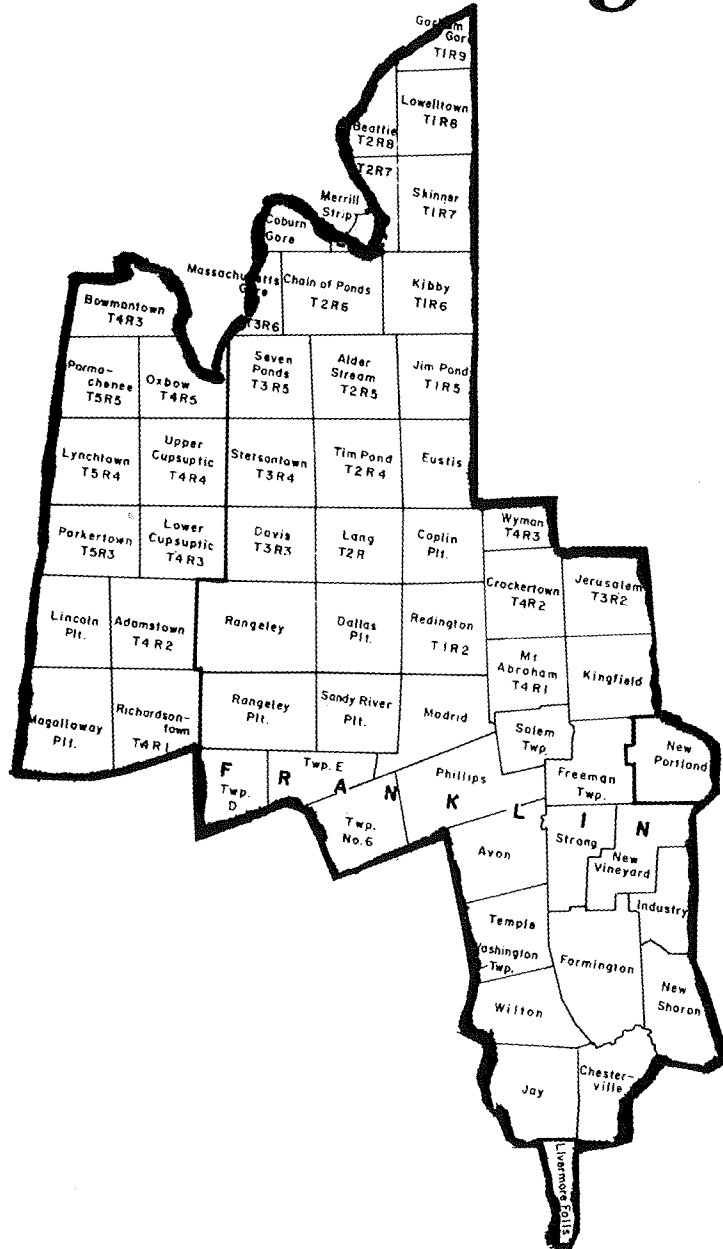 Gorham
Gor
T1R9
Lowelltown
T1R8
Beattie
T2R8
T2R7
Skinner
T1R7
Merrill
Strip
Coburn
Gore
Massachusetts
Gore
Chain of Ponds
T2R6
Kibby
T1R6
T3R6
Bowmantown
T4R3
Parma-
chenee
T5R5
Oxbow
T4R5
Seven
Ponds
T3R5
Alder
Stream
T2R5
Jim Pond
T1R5
Lynchtown
T5R4
Upper
Cupsuptic
T4R4
Stetsontown
T3R4
Tim Pond
T2R4
Eustis
Parkertown
T5R3
Lower
Cupsuptic
T4R3
Davis
T3R3
Lang
T2R
Coplin
Plt.
Wyman
T4R3
Crockertown
T4R2
Jerusalem
T3R2
Lincoln
Plt.
Adamstown
T4R2
Rangeley
Dallas
Plt.
Redington
T1R2
Mt
Abraham
T4R1
Kingfield
Magalloway
Plt.
Richardson-
town
T4R1
Rangeley
Plt.
Sandy River
Plt.
Madrid
Salem
Twp.
New
Portland
Freeman
Twp.
FRANKLIN
Twp.
D
Twp. E
Phillips
Twp.
No.6
Avon
Strong
New
Vineyard
Industry
Temple
Washington
Twp.
Farmington
New
Sharon
Wilton
Jay
Chester-
ville
Livermore Falls